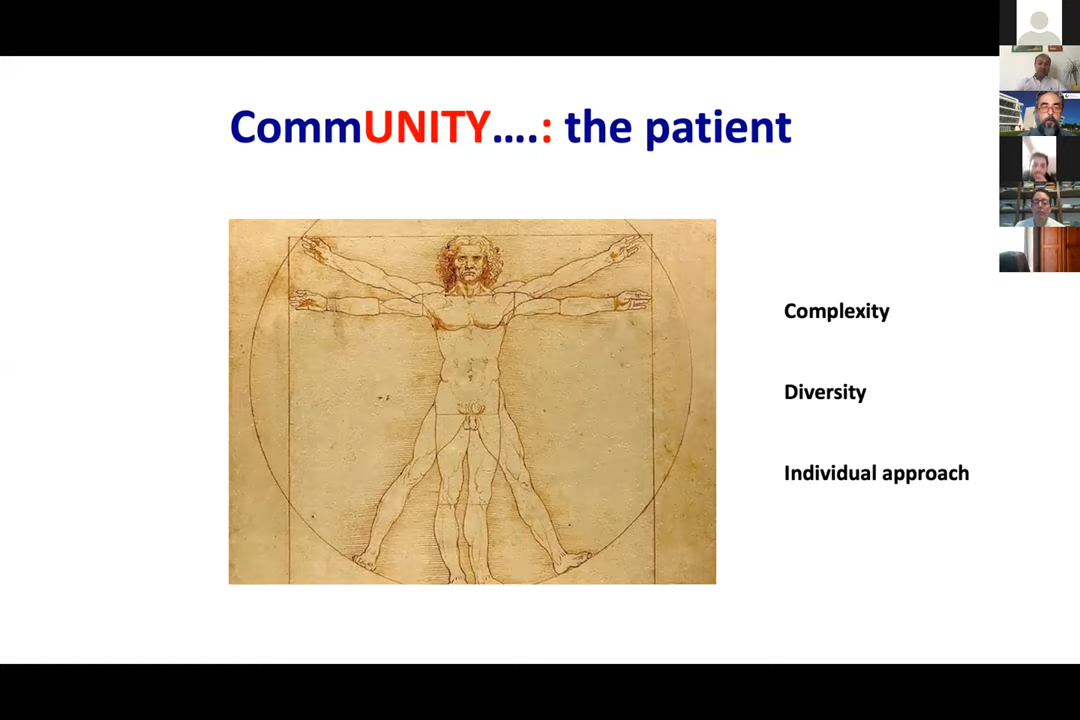 CommUNITY....: the patient
Complexity
Diversity
Individual approach